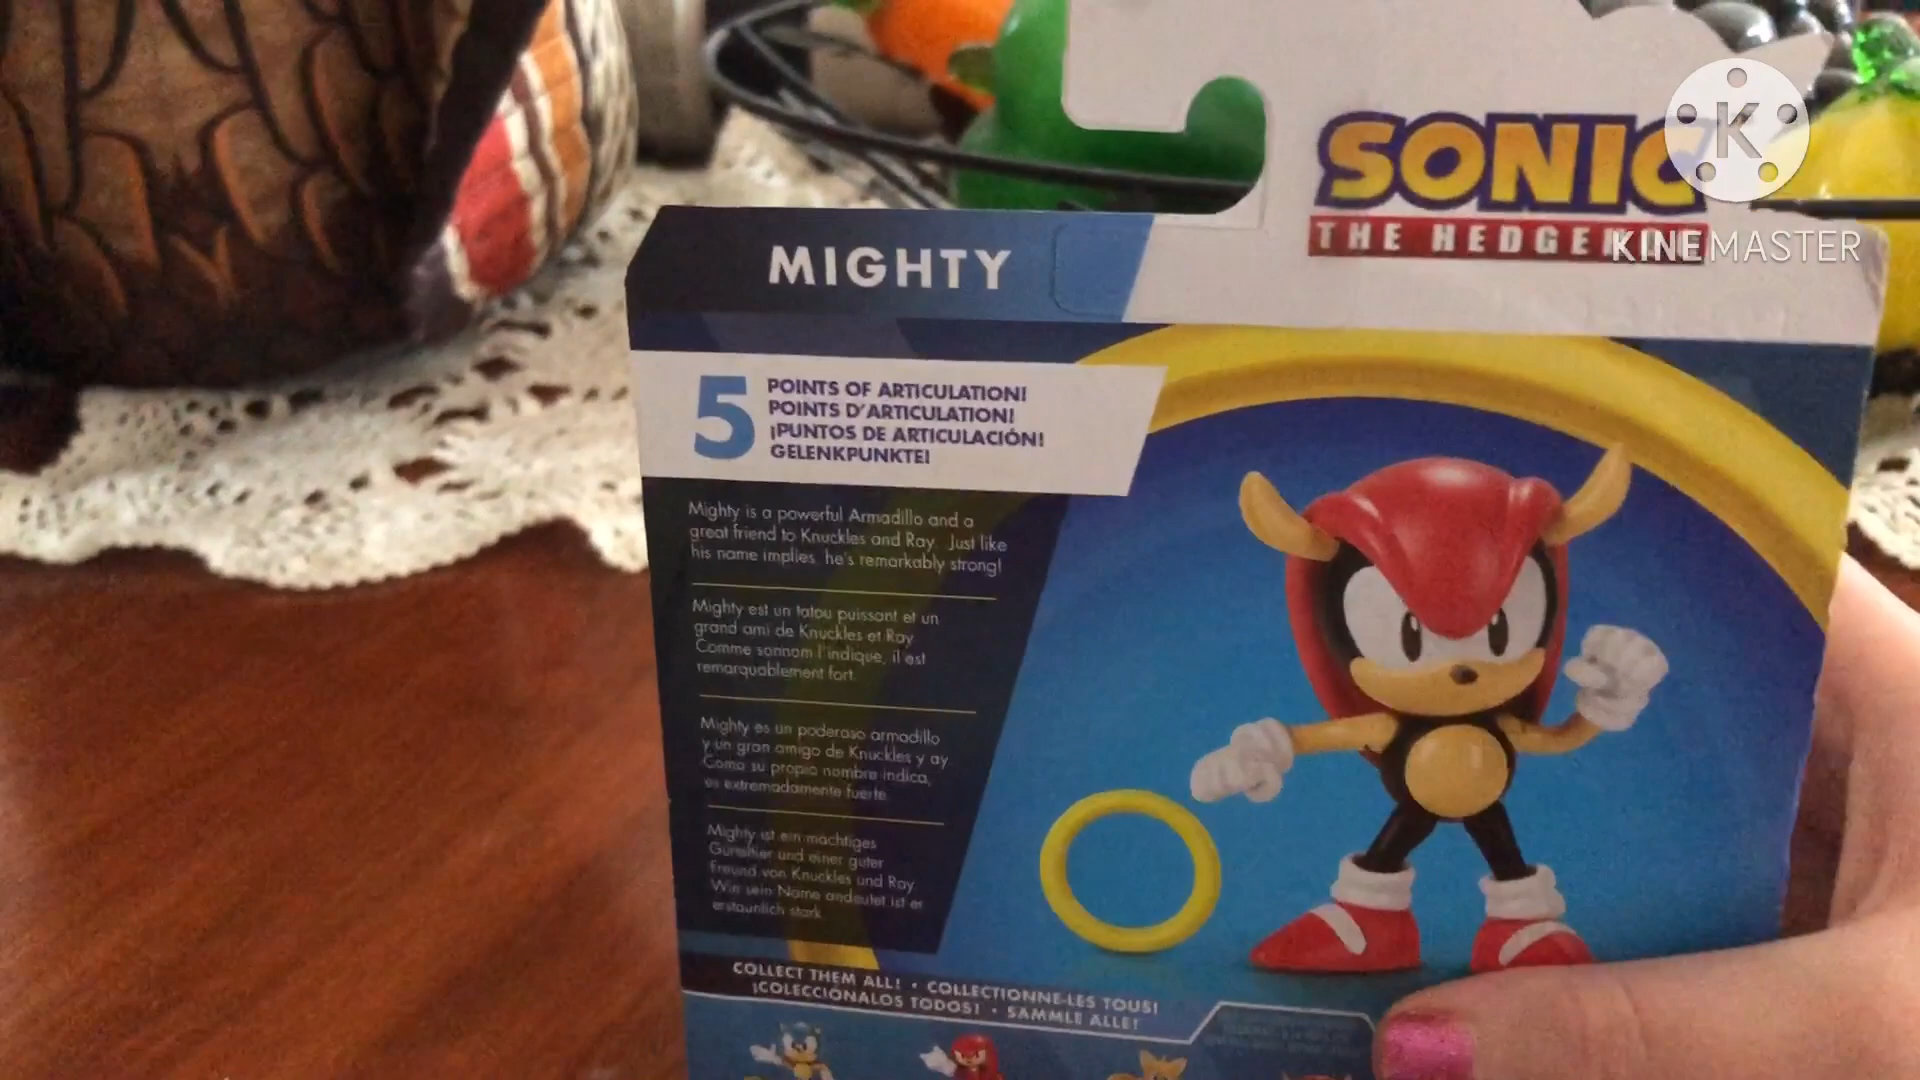 SONIC
THE HEDGE
K
KINEMASTER
MIGHTY
5
POINTS OF ARTICULATION!
POINTS D'ARTICULATION!
¡PUNTOS DE ARTICULACIÓN!
GELENKPUNKTE!
Mighty is a powerful Armadillo and a
great friend to Knuckles and Ray. Just like
his name implies, he's remarkably strong!
Mighty est un tatou puissant et un
grand ami de Knuckles et Ray
Comme sonnom l'indique, il est
remarquablement fort.
Mighty es un poderoso armadillo
y un gran amigo de Knuckles y ay.
Como su propio nombre indica,
es extremadamente fuerte.
Mighty ist ein machtiges
Gürteltier und einer guter
Freund von Knuckles und Ray
Wie sein Name andeutet ist er
erstaunlich stark
COLLECT THEM ALL! • COLLECTIONNE-LES TOUS!
¡COLECCIÓNALOS TODOS! • SAMMLE ALLE!